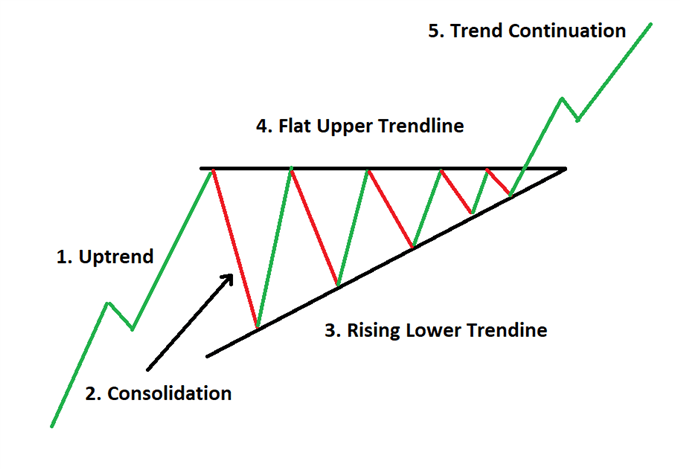 5. Trend Continuation
4. Flat Upper Trendline
1. Uptrend
3. Rising Lower Trendine
2. Consolidation